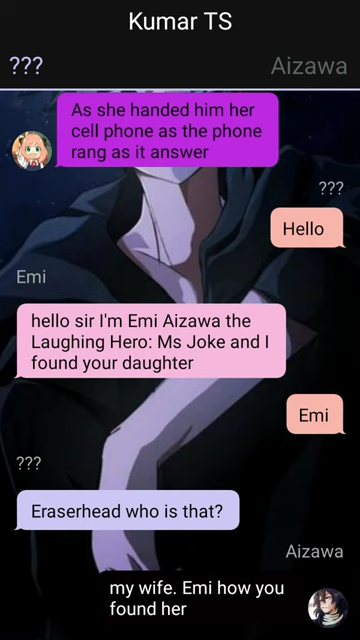 Kumar TS
??? Aizawa
As she handed him her
cell phone as the phone
rang as it answer
???
Hello
Emi
hello sir I'm Emi Aizawa the
Laughing Hero: Ms Joke and I
found your daughter
Emi
???
Eraserhead who is that?
Aizawa
my wife. Emi how you
found her